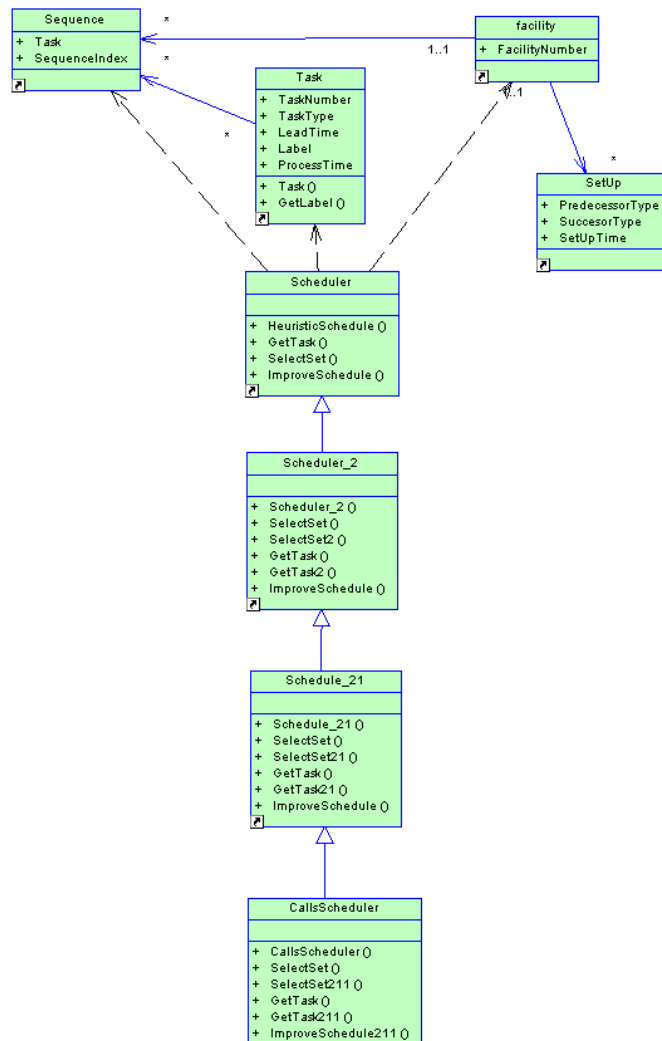 Sequence
+ Task
+ SequenceIndex
*
*
facility
+ FacilityNumber
1..1
1..1
Task
+ TaskNumber
+ TaskType
+ LeadTime
+ Label
+ ProcessTime
+ Task ()
+ GetLabel ()
*
*
SetUp
+ PredecessorType
+ SuccesorType
+ SetUpTime
Scheduler
+ HeuristicSchedule ()
+ GetTask ()
+ SelectSet ()
+ ImproveSchedule ()
Scheduler_2
+ Scheduler_2 ()
+ SelectSet ()
+ SelectSet2 ()
+ GetTask ()
+ GetTask2 ()
+ ImproveSchedule ()
Schedule_21
+ Schedule_21 ()
+ SelectSet ()
+ SelectSet21 ()
+ GetTask ()
+ GetTask21 ()
+ ImproveSchedule ()
CallsScheduler
+ CallsScheduler ()
+ SelectSet ()
+ SelectSet211 ()
+ GetTask ()
+ GetTask211 ()
+ ImproveSchedule211 ()